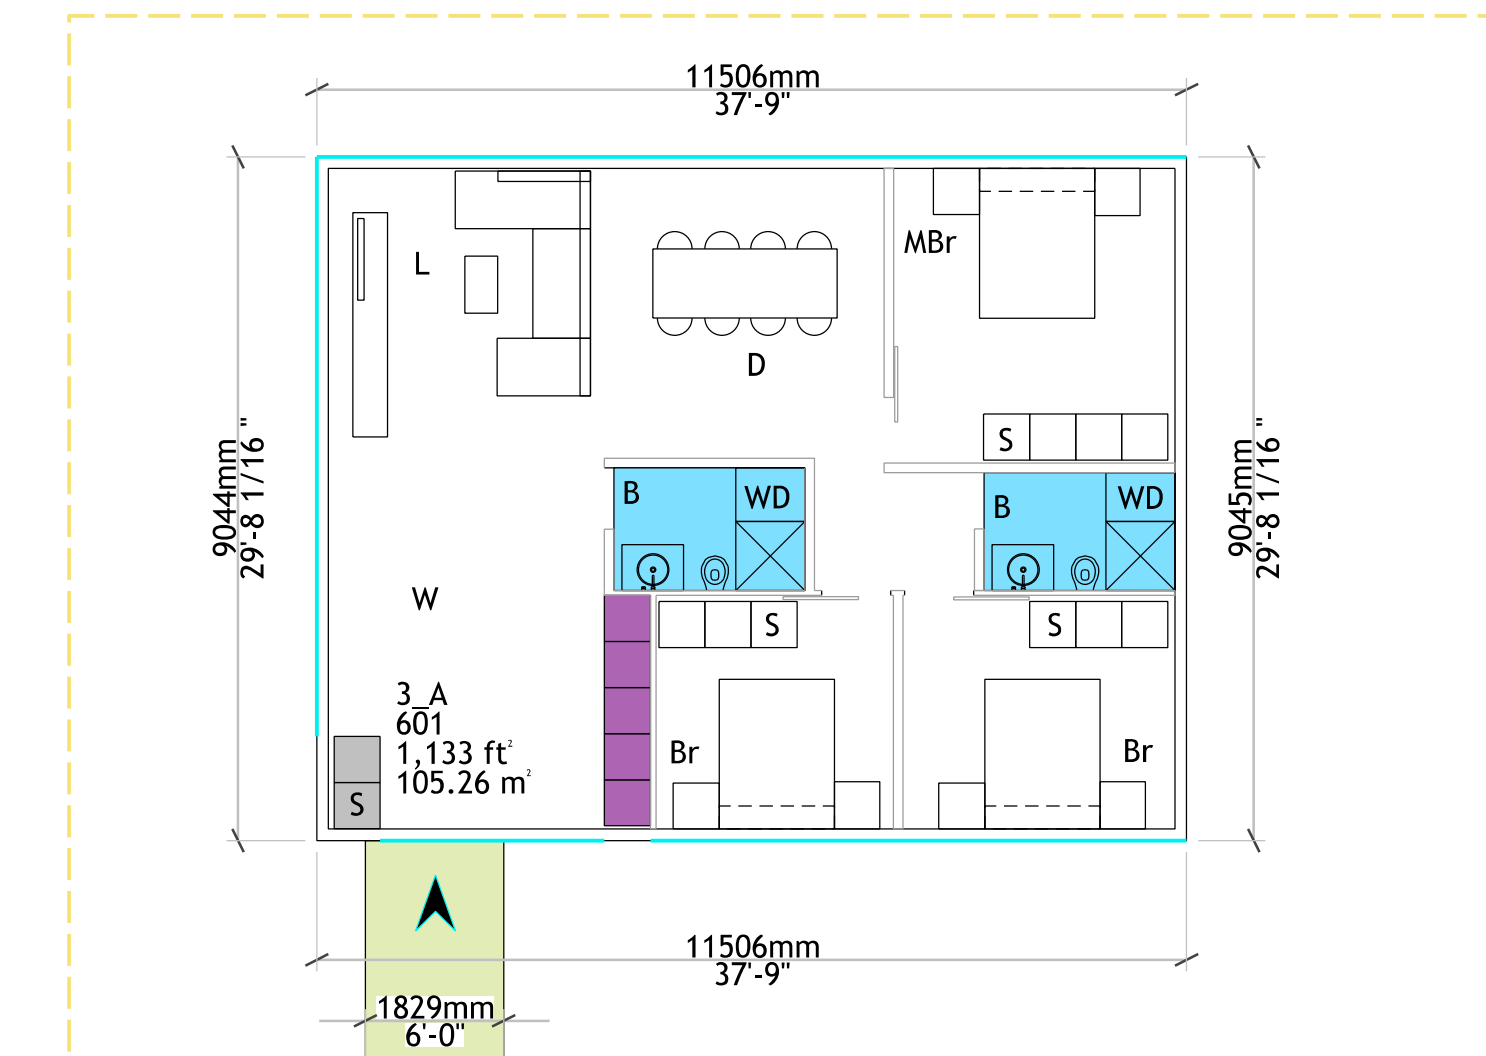 11506mm
37'-9"
MBr
L
D
S
9044mm
29'-8 1/16 "
9045mm
29'-8 1/16 "
B
WD
B
WD
W
S
S
3_A
601
1,133 ft²
105.26 m²
Br
Br
S
11506mm
37'-9"
1829mm
6'-0"